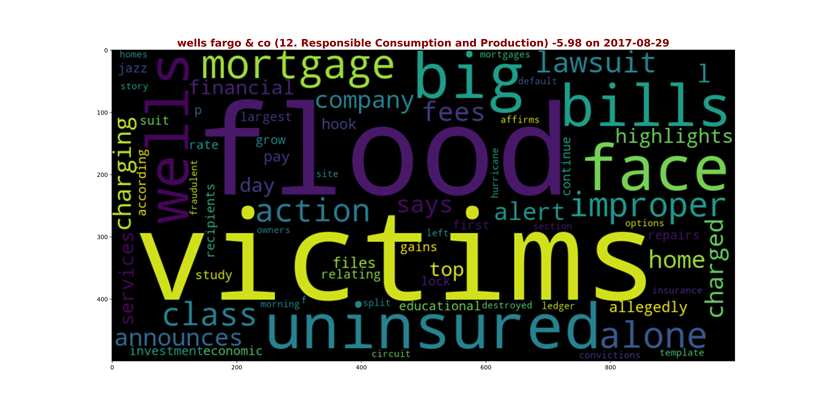 wells fargo & co (12. Responsible Consumption and Production) -5.98 on 2017-08-29
0
100
200
300
400
0
200
400
600
800
homes
jazz
story
suit
p
rate
wells
mortgage
financial
largest
grow
pay
day
hook
company
fees
big
mortgages
default
affirms
lawsuit
l
bills
highlights
face
flood
site
hurricane
continue
charging
according
fraudulent
recipients
services
action
owners
says
first
left
gains
alert
section
improper
options
repairs
charged
victims
study
files
relating
top
lock
home
insurance
allegedly
class
morning
f
split
educational
destroyed
ledger
announces
uninsured
alone
investment
economic
circuit
convictions
template